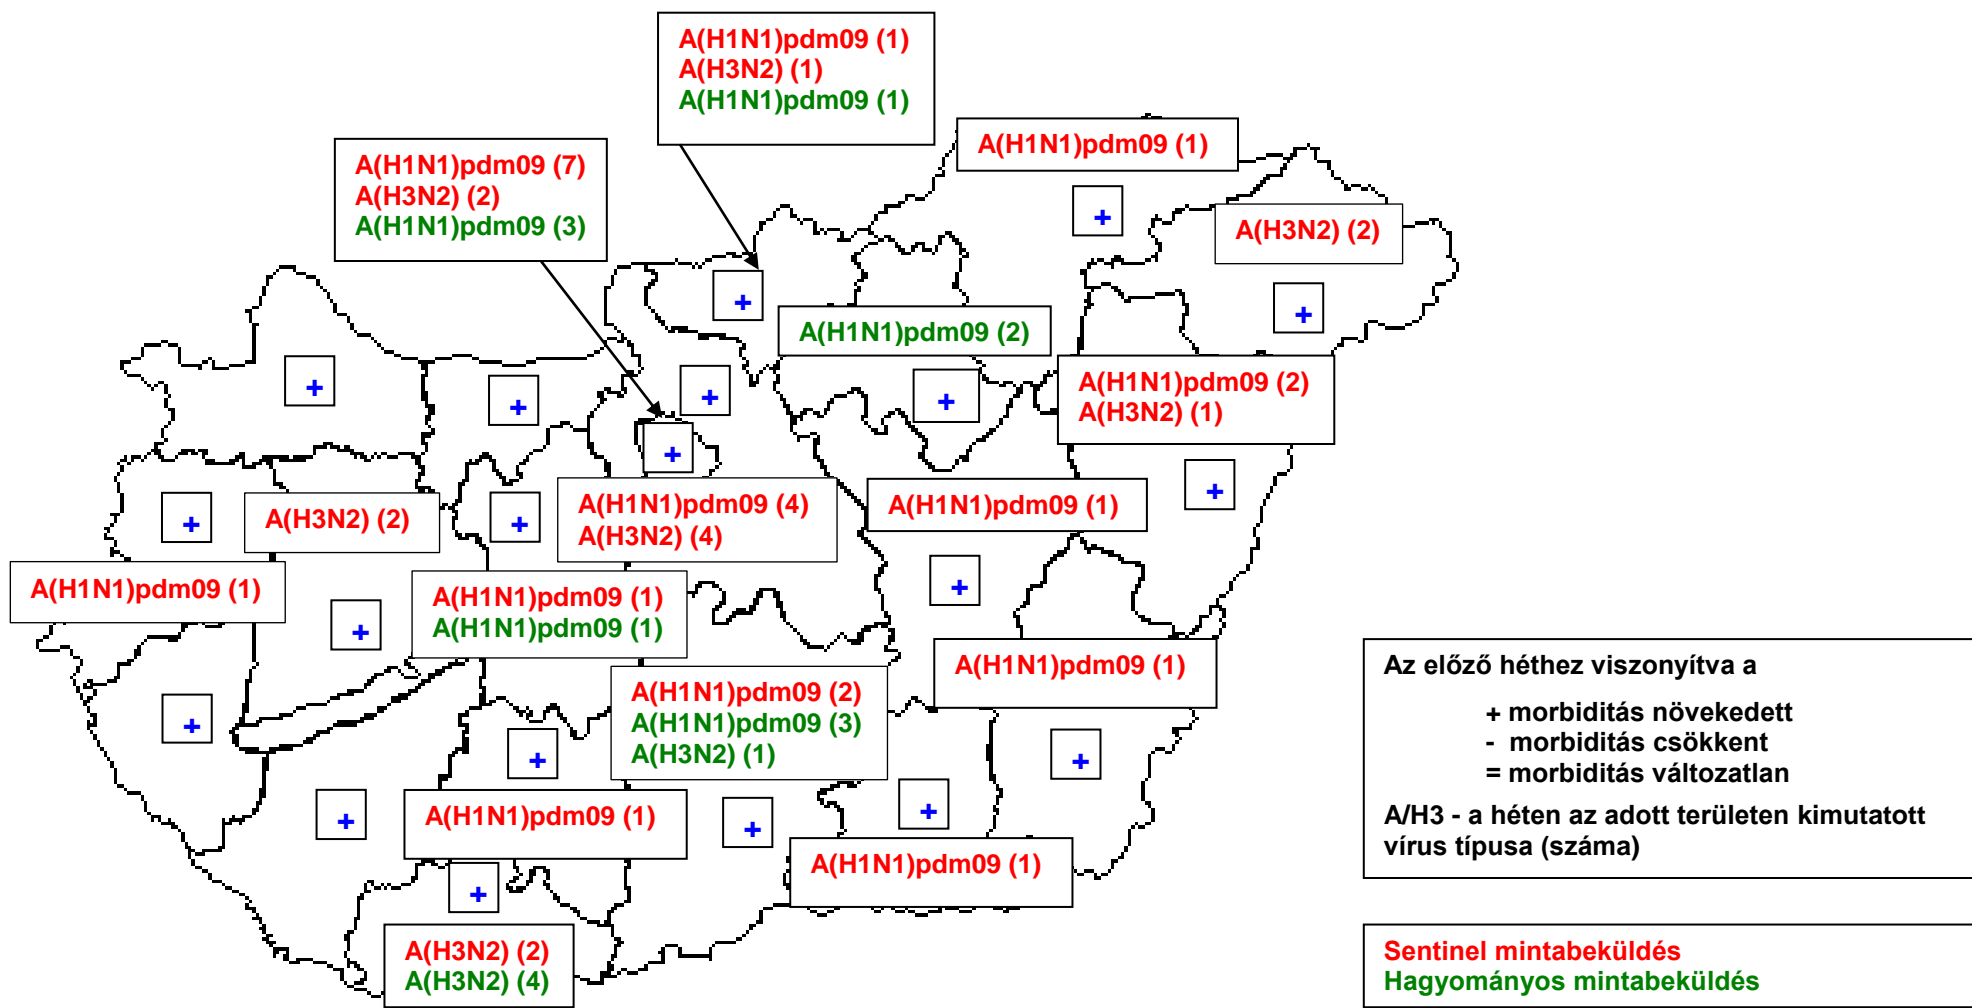 A(H1N1)pdm09 (1)
A(H3N2) (1)
A(H1N1)pdm09 (1)
A(H1N1)pdm09 (1)
A(H1N1)pdm09 (7)
A(H3N2) (2)
A(H1N1)pdm09 (3)
+
A(H3N2) (2)
+
+
A(H1N1)pdm09 (2)
+
+
+
+
A(H1N1)pdm09 (2)
A(H3N2) (1)
+
+
+
A(H1N1)pdm09 (4)
A(H3N2) (4)
A(H1N1)pdm09 (1)
+
A(H3N2) (2)
+
A(H1N1)pdm09 (1)
A(H1N1)pdm09 (1)
A(H1N1)pdm09 (1)
+
+
A(H1N1)pdm09 (1)
A(H1N1)pdm09 (2)
A(H1N1)pdm09 (3)
A(H3N2) (1)
+
+
+
A(H1N1)pdm09 (1)
+
+
+
A(H1N1)pdm09 (1)
+
A(H3N2) (2)
A(H3N2) (4)
Az előző héthez viszonyítva a
+ morbiditás növekedett
- morbiditás csökkent
= morbiditás változatlan
A/H3 - a héten az adott területen kimutatott
vírus típusa (száma)
Sentinel mintabeküldés
Hagyományos mintabeküldés